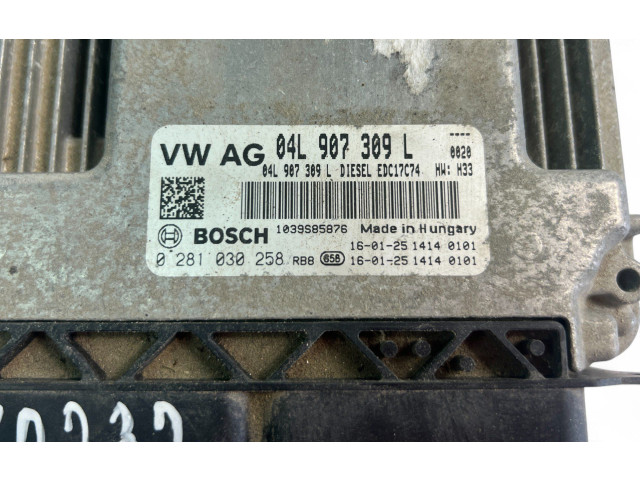 VW AG 04L 907 309 L ----
04L 907 309 L DIESEL EDC17C74 HW: H33 0020
BOSCH 1039S85876 Made in Hungary
16-01-25 1414 0101
0 281 030 258 RB8 658 16-01-25 1414 0101